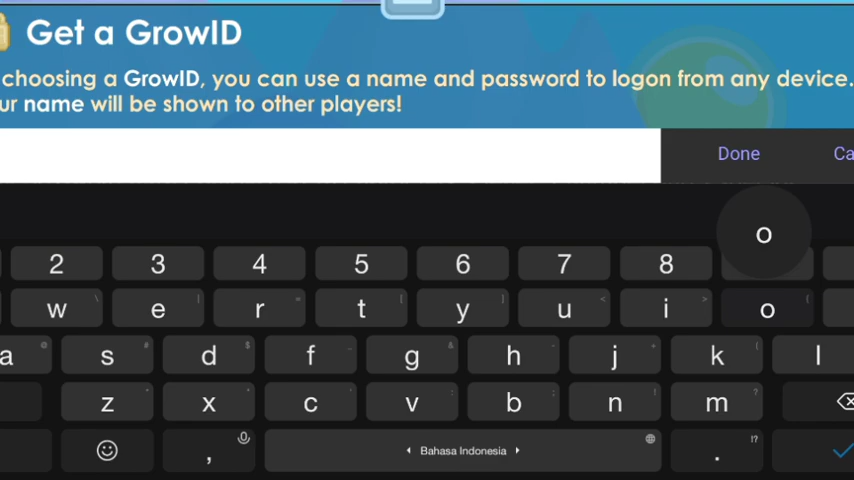 Get a GrowID
choosing a GrowID, you can use a name and password to logon from any device.
ur name will be shown to other players!
Done Ca
o
2 3 4 5 6 7 8
w \ e | r = t [ y ] u < i > o {
a @ s # d $ f _ g & h - j + k ( l
z x c v : b ; n ! m ?
, Bahasa Indonesia . !?